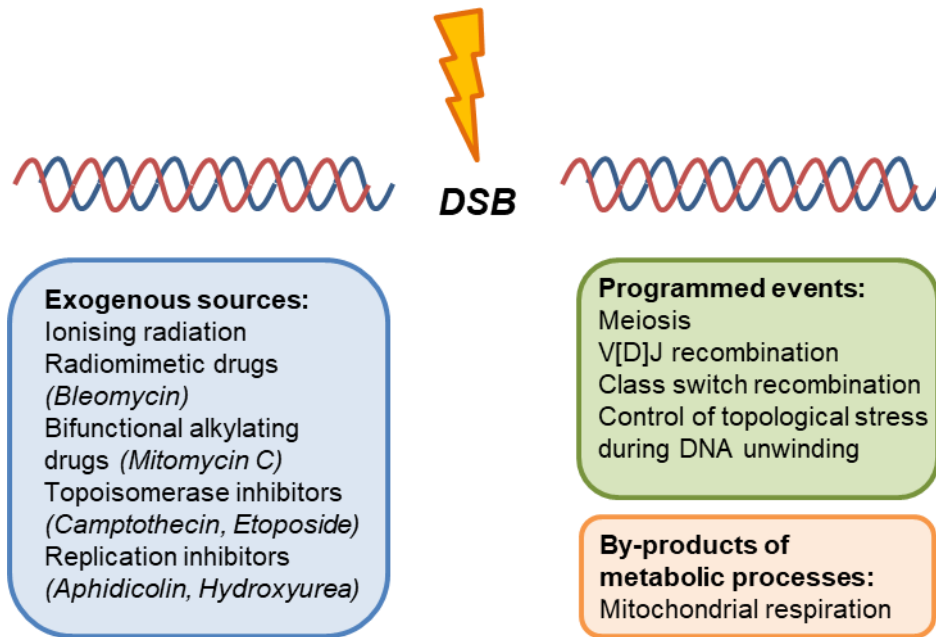 DSB
Exogenous sources:
Ionising radiation
Radiomimetic drugs
(Bleomycin)
Bifunctional alkylating
drugs (Mitomycin C)
Topoisomerase inhibitors
(Camptothecin, Etoposide)
Replication inhibitors
(Aphidicolin, Hydroxyurea)
Programmed events:
Meiosis
V[D]J recombination
Class switch recombination
Control of topological stress
during DNA unwinding
By-products of
metabolic processes:
Mitochondrial respiration